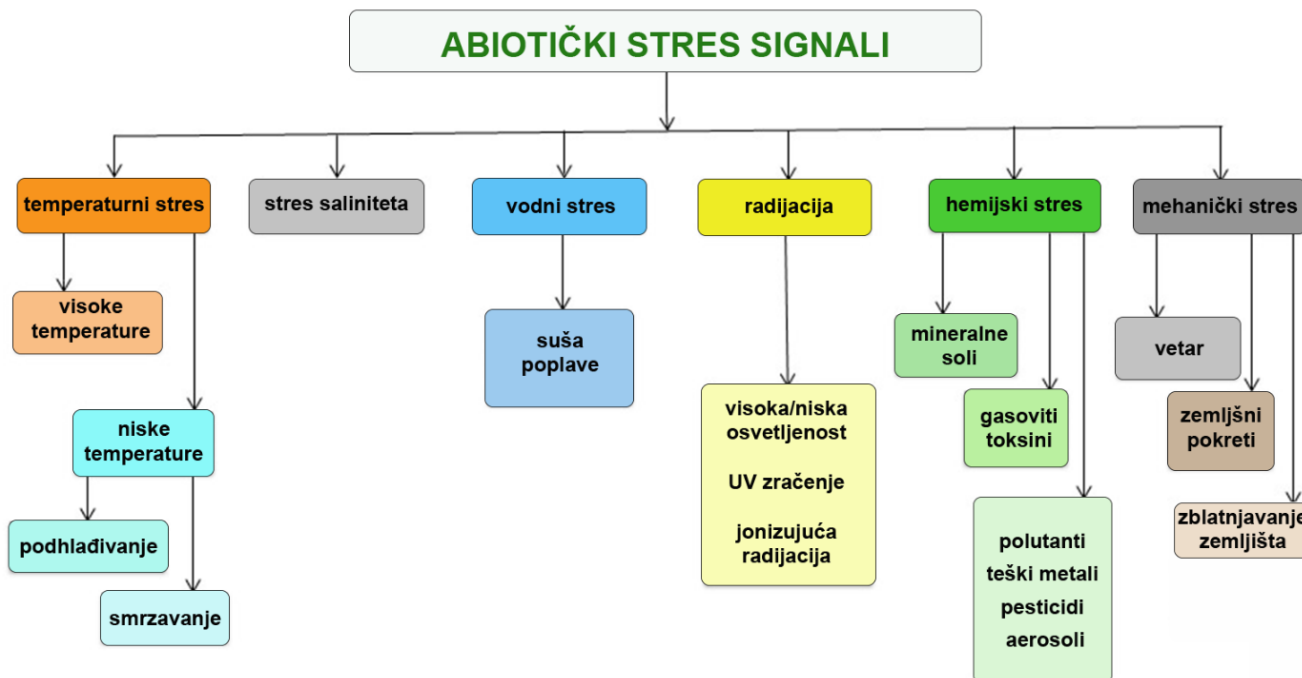 ABIOTIČKI STRES SIGNALI
temperaturni stres
stres saliniteta
vodni stres
radijacija
hemijski stres
mehanički stres
visoke
temperature
niske
temperature
podhlađivanje
smrzavanje
suša
poplave
visoka/niska
osvetljenost
UV zračenje
jonizujuća
radijacija
mineralne
soli
gasoviti
toksini
polutanti
teški metali
pesticidi
aerosoli
vetar
zemljšni
pokreti
zblatnjavanje
zemljišta